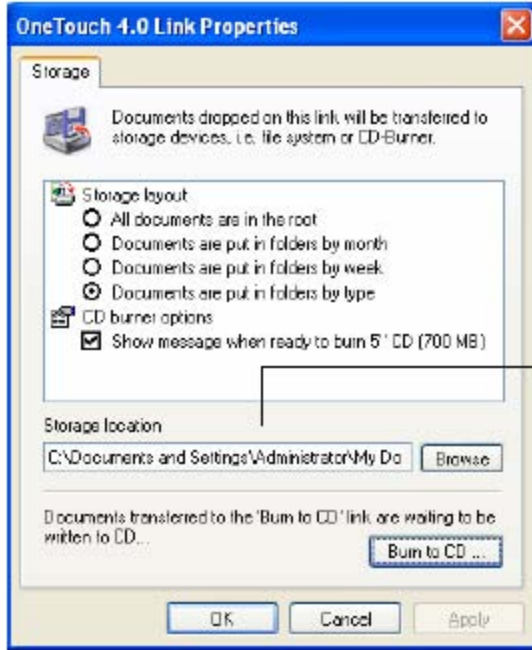 OneTouch 4.0 Link Properties
Storage
Documents dropped on this link will be transferred to
storage devices, i.e. file system or CD-Burner.
Storage layout
All documents are in the root
Documents are put in folders by month
Documents are put in folders by week
Documents are put in folders by type
CD burner options
Show message when ready to burn 5" CD (700 MB)
Storage location
C:\Documents and Settings\Administrator\My Do
Browse
Documents transferred to the 'Burn to CD' link are waiting to be
written to CD...
Burn to CD ...
OK
Cancel
Apply